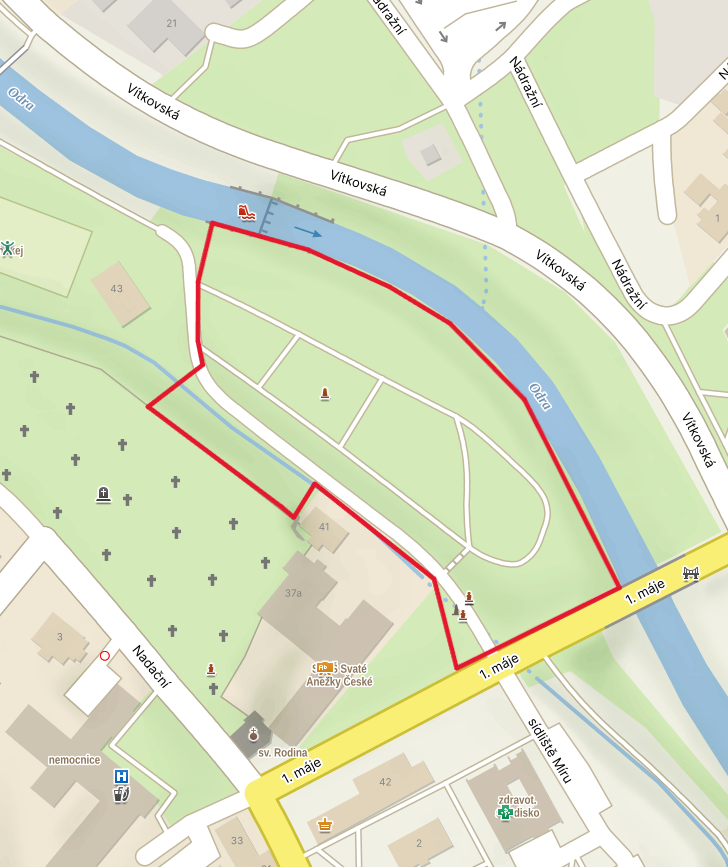 21
Nádražní
Odra
Vítkovská
Nádražní
Vítkovská
1
43
Vítkovská
Nádražní
Odra
Vítkovská
41
37a
1. máje
3
Nadační
Svaté
Anežky České
1. máje
sv. Rodina
nemocnice
H
1. máje
sídliště Míru
42
zdravot.
33
2